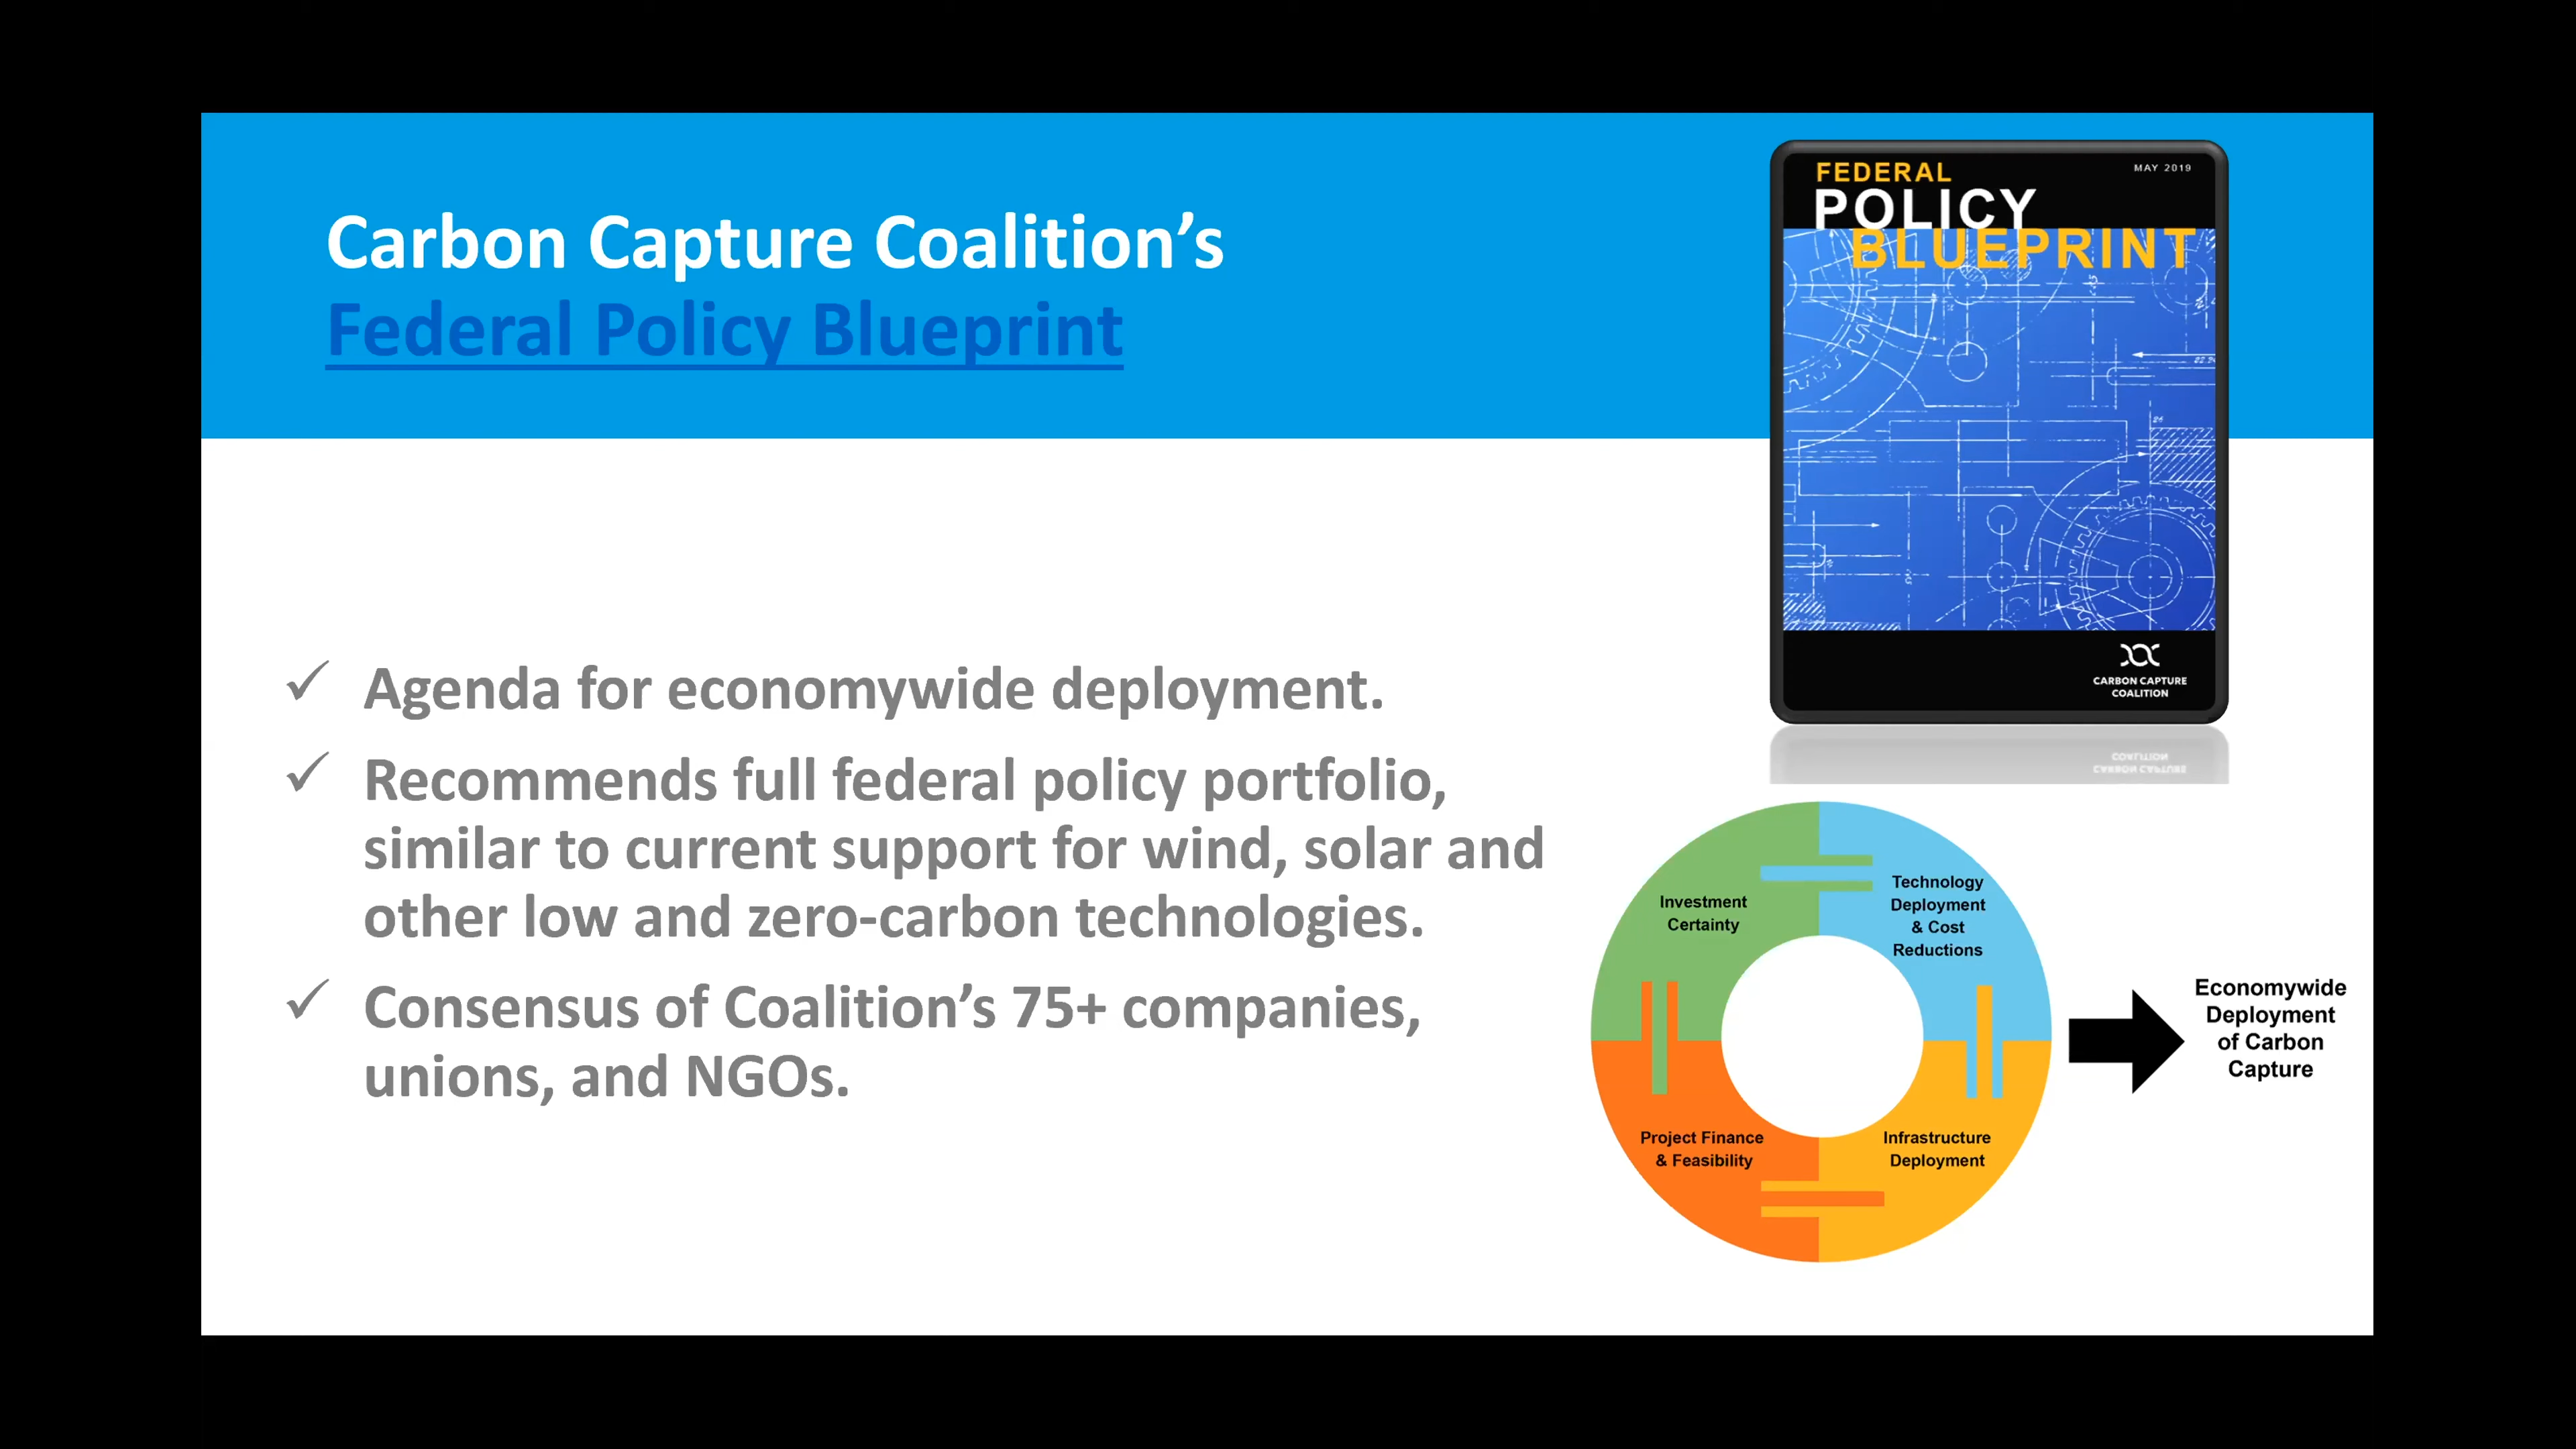 Carbon Capture Coalition’s
Federal Policy Blueprint
FEDERAL
MAY 2019
POLICY
BLUEPRINT
CARBON CAPTURE
COALITION
✓ Agenda for economywide deployment.
✓ Recommends full federal policy portfolio,
similar to current support for wind, solar and
other low and zero-carbon technologies.
✓ Consensus of Coalition’s 75+ companies,
unions, and NGOs.
Investment
Certainty
Technology
Deployment
& Cost
Reductions
Project Finance
& Feasibility
Infrastructure
Deployment
Economywide
Deployment
of Carbon
Capture